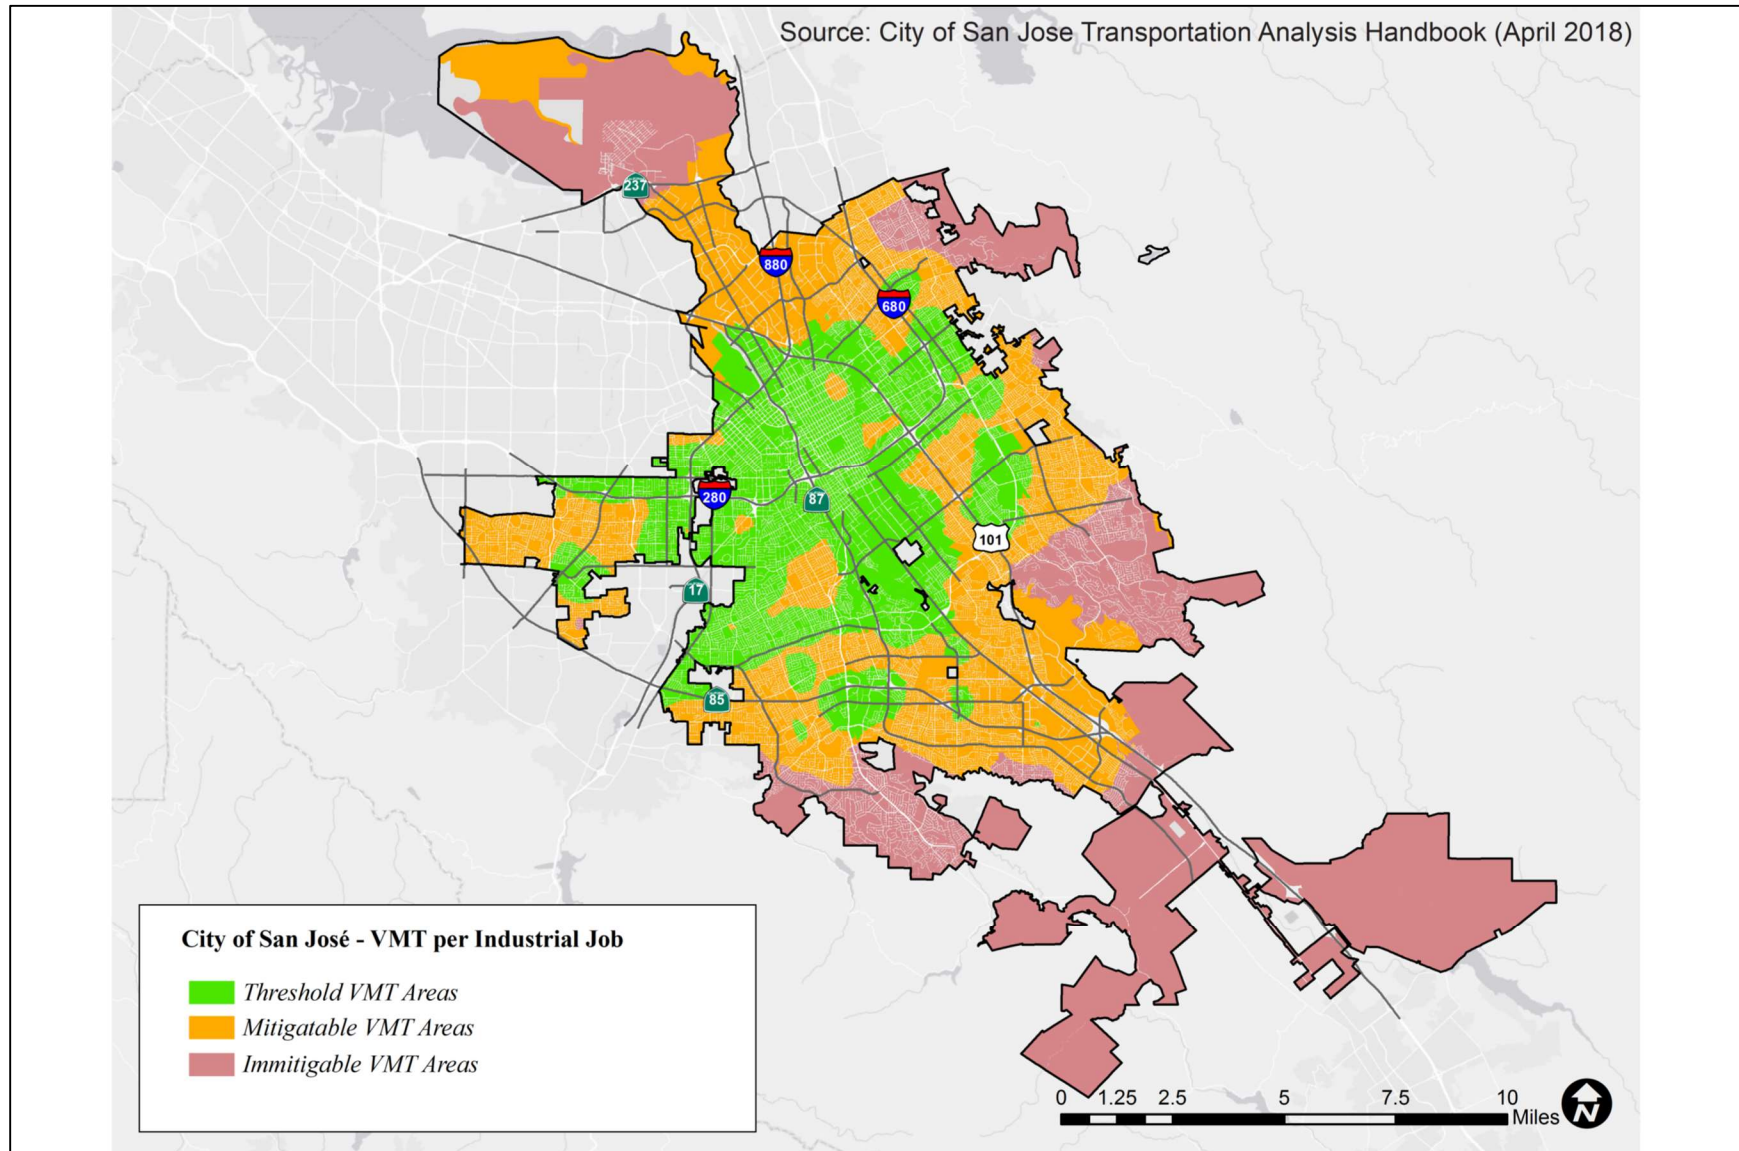 Source: City of San Jose Transportation Analysis Handbook (April 2018)
237
880
680
280
87
101
17
85
City of San José - VMT per Industrial Job
Threshold VMT Areas
Mitigatable VMT Areas
Immitigable VMT Areas
0 1.25 2.5 5 7.5 10
Miles
N